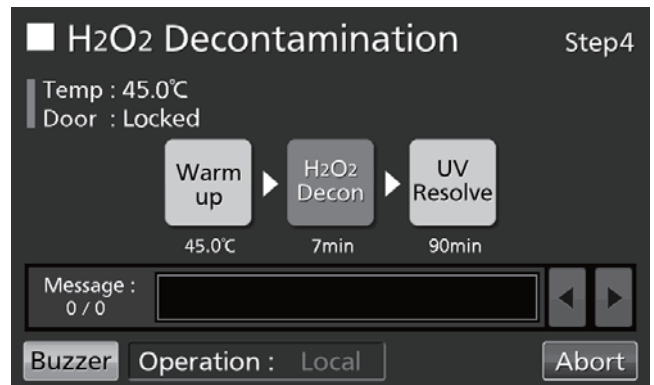 H2O2 Decontamination Step4
Temp : 45.0℃
Door : Locked
Warm up
H2O2 Decon
UV Resolve
45.0℃ 7min 90min
Message :
0 / 0
Buzzer Operation : Local Abort